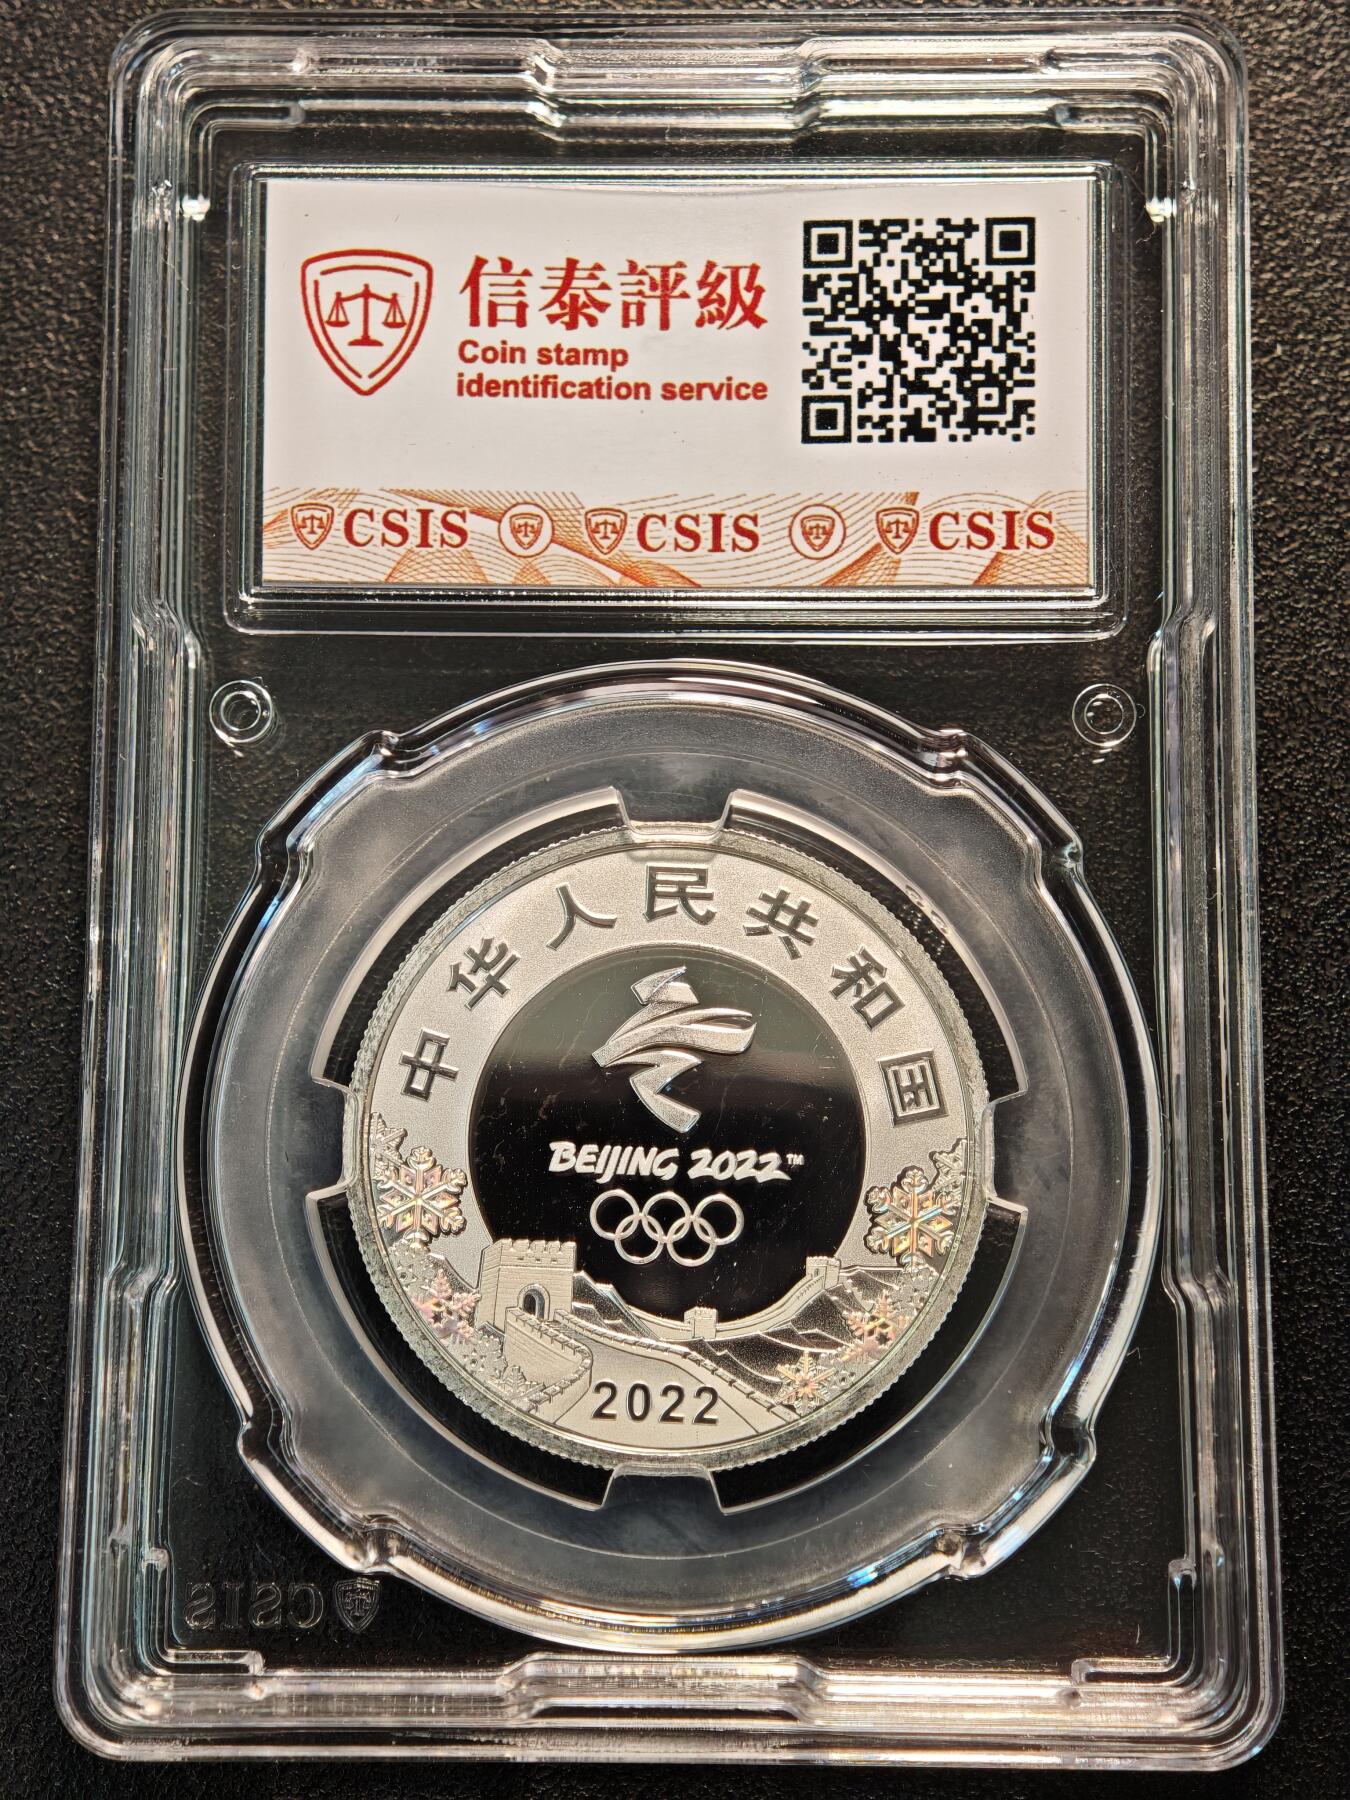 信泰評級
Coin stamp
identification service
CSIS CSIS CSIS
中华人民共和国
BEIJING 2022™
2022
CSIS